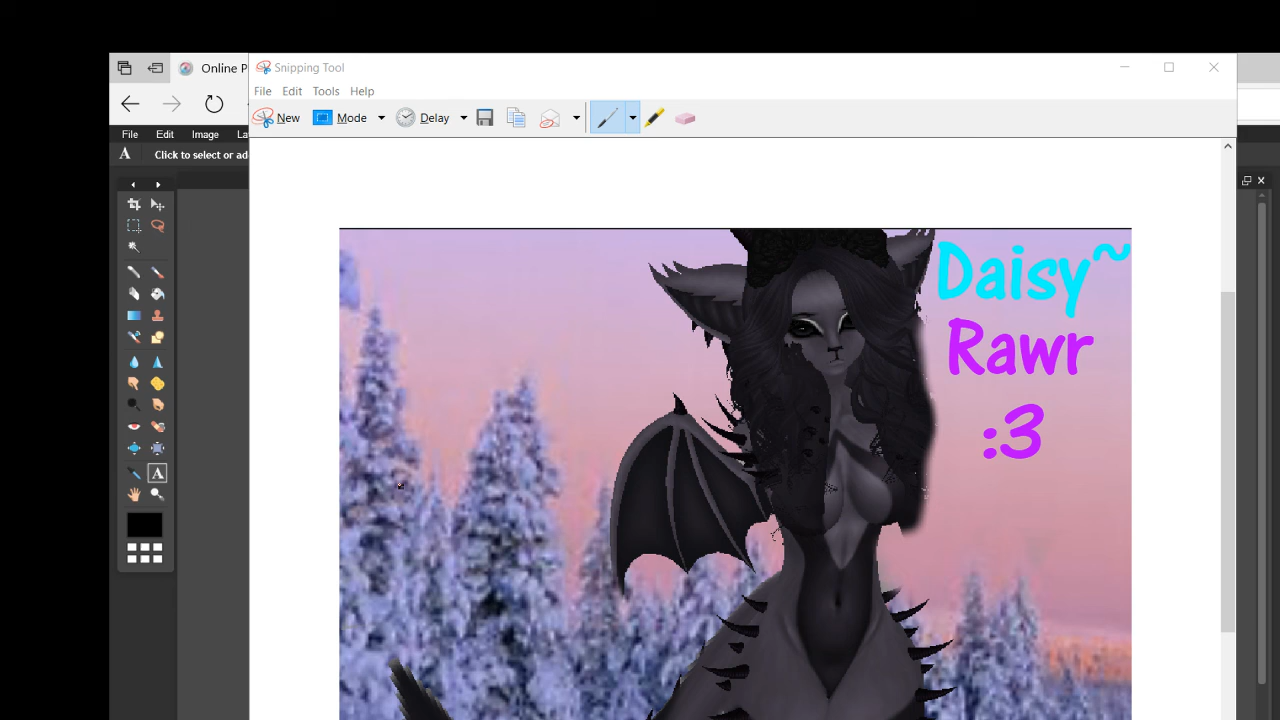 Online P
Snipping Tool
File Edit Tools Help
New Mode Delay
File Edit Image La
A Click to select or ad
A
Daisy~
Rawr
:3